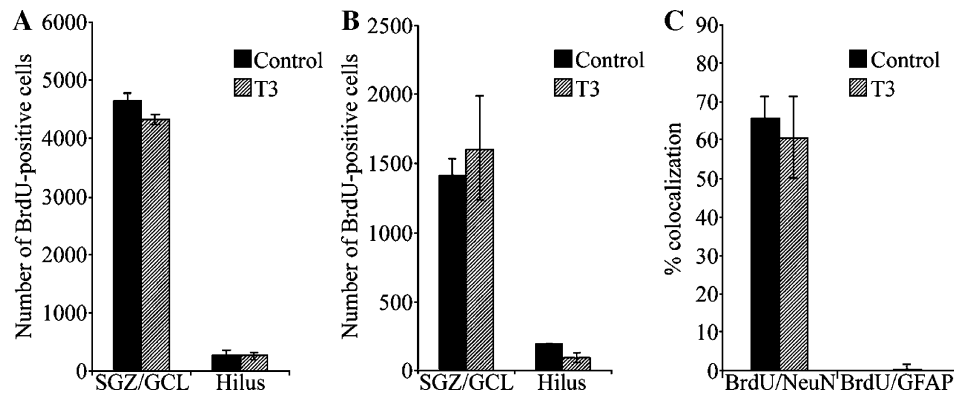 A
Number of BrdU-positive cells
6000
5000
4000
3000
2000
1000
0
Control
T3
SGZ/GCL
Hilus
B
Number of BrdU-positive cells
2500
2000
1500
1000
500
0
Control
T3
SGZ/GCL
Hilus
C
% colocalization
90
80
70
60
50
40
30
20
10
0
Control
T3
BrdU/NeuN
BrdU/GFAP